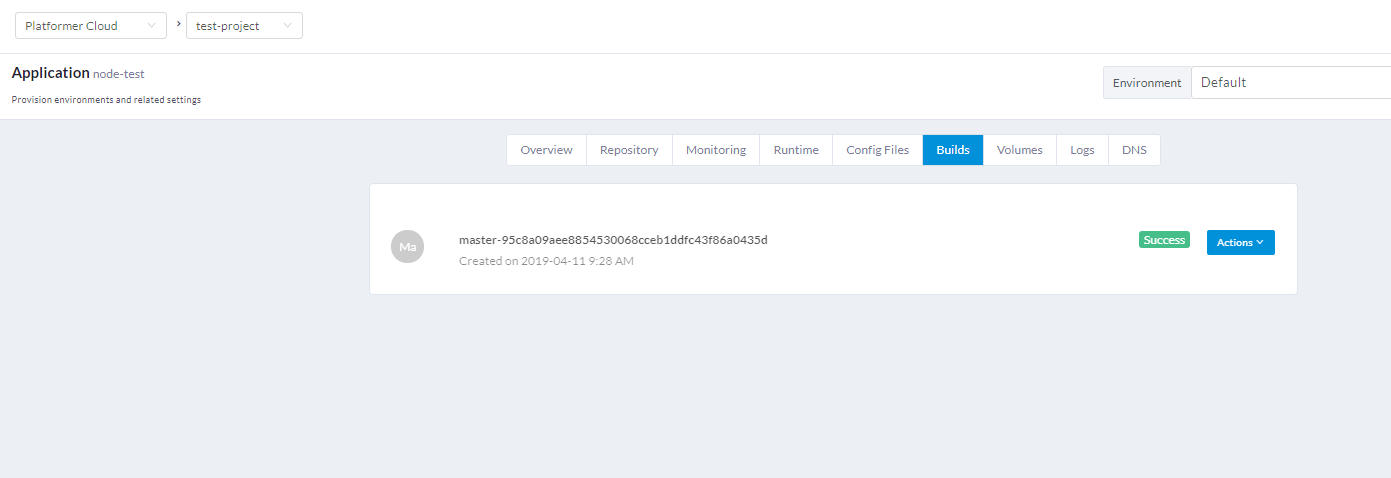 Platformer Cloud > test-project
Application node-test
Provision environments and related settings
Environment Default
Overview Repository Monitoring Runtime Config Files Builds Volumes Logs DNS
Ma
master-95c8a09aee8854530068cceb1ddfc43f86a0435d
Success
Actions
Created on 2019-04-11 9:28 AM